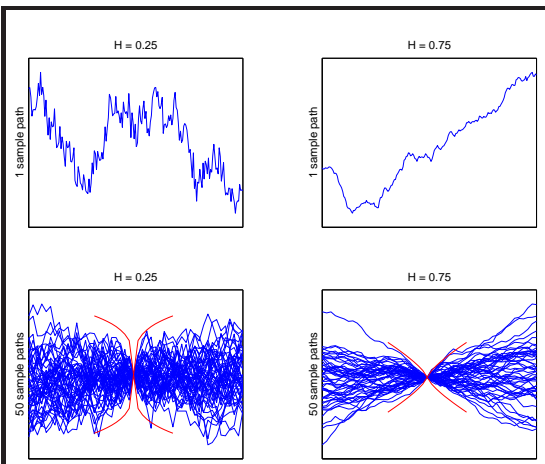 H = 0.25
H = 0.75
1 sample path
1 sample path
H = 0.25
H = 0.75
50 sample paths
50 sample paths